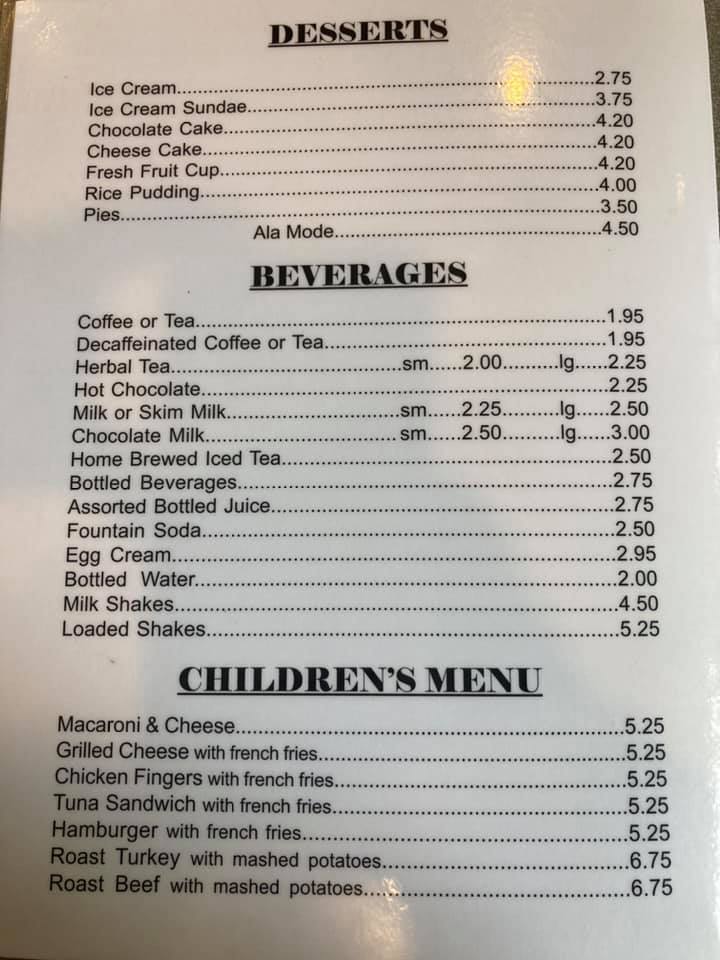 DESSERTS
Ice Cream..........2.75
Ice Cream Sundae..........3.75
Chocolate Cake..........4.20
Cheese Cake..........4.20
Fresh Fruit Cup..........4.20
Rice Pudding..........4.00
Pies..........3.50
Ala Mode..........4.50
BEVERAGES
Coffee or Tea..........1.95
Decaffeinated Coffee or Tea..........1.95
Herbal Tea..........sm......2.00..........lg......2.25
Hot Chocolate..........2.25
Milk or Skim Milk..........sm......2.25..........lg......2.50
Chocolate Milk..........sm......2.50..........lg......3.00
Home Brewed Iced Tea..........2.50
Bottled Beverages..........2.75
Assorted Bottled Juice..........2.75
Fountain Soda..........2.50
Egg Cream..........2.95
Bottled Water..........2.00
Milk Shakes..........4.50
Loaded Shakes..........5.25
CHILDREN'S MENU
Macaroni & Cheese..........5.25
Grilled Cheese with french fries..........5.25
Chicken Fingers with french fries..........5.25
Tuna Sandwich with french fries..........5.25
Hamburger with french fries..........5.25
Roast Turkey with mashed potatoes..........6.75
Roast Beef with mashed potatoes..........6.75